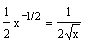 1/2 x^(-1/2) = 1/(2√x)